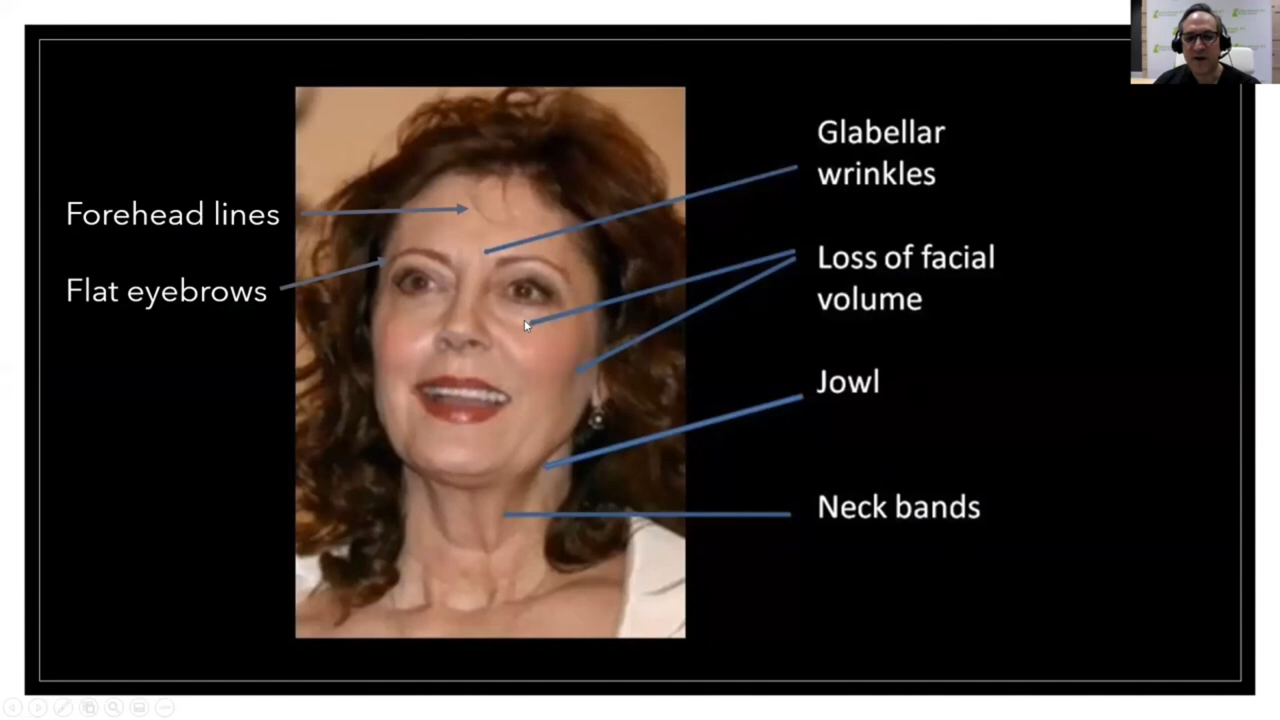 Forehead lines
Flat eyebrows
Glabellar
wrinkles
Loss of facial
volume
Jowl
Neck bands